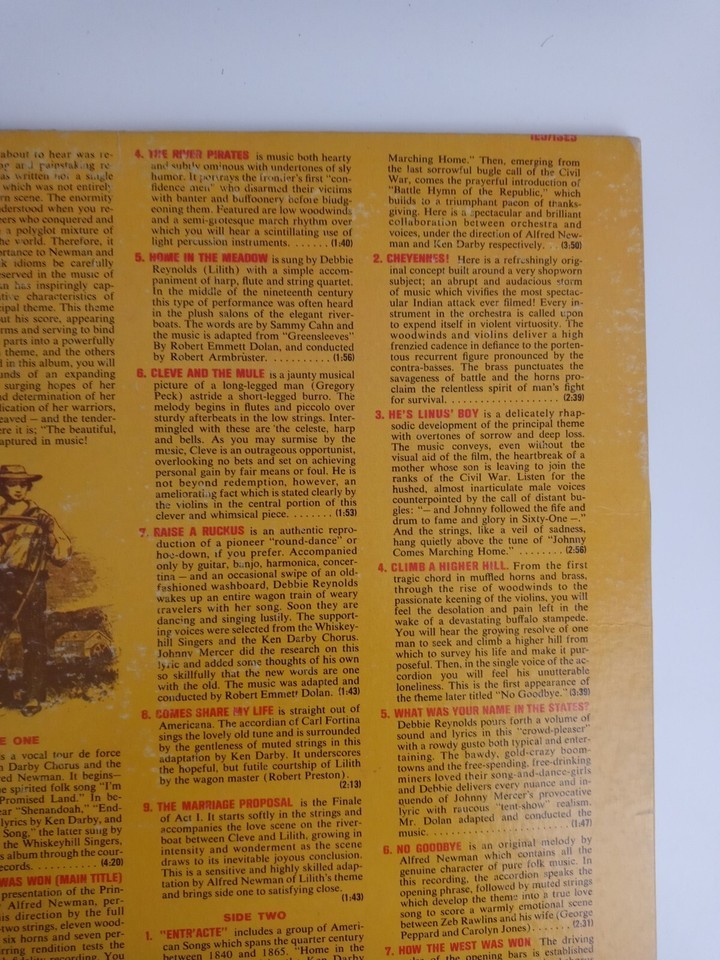 about to hear was re-
and painstaking re-
as written not a single
which was not entirely
rn scene. The enormity
derstood when you re-
eers who conquered and
a polyglot mixture of
he world. Therefore, it
ortance to Newman and
k idioms be carefully
eserved in the music of
an has inspiringly cap-
ative characteristics of
cipal theme. This theme
ut his score, appearing
rms and serving to bind
parts into a powerfully
theme, and the others
d in this album, you will
unds of an expanding
surging hopes of her
nd determination of her
dication of her warriors,
eaved — and the tender-
ere it is; "The beautiful,
aptured in music!
E ONE
s a vocal tour de force
n Darby Chorus and the
red Newman. It begins—
he spirited folk song "I'm
Promised Land." In be-
ear "Shenandoah," "End-
lyrics by Ken Darby, and
Song," the latter sung by
the Whiskeyhill Singers,
s album through the cour-
ecords. . . . . . . . . (4:20)
WAS WON (MAIN TITLE)
presentation of the Prin-
Alfred Newman, per-
is direction by the full
-two strings, eleven wood-
six horns and seven per-
rring rendition tests the
fidelity recording. You
4. THE RIVER PIRATES is music both hearty
and subtly ominous with undertones of sly
humor. It portrays the frontier's first "con-
fidence men" who disarmed their victims
with banter and buffoonery before bludg-
eoning them. Featured are low woodwinds
and a semi-grotesque march rhythm over
which you will hear a scintillating use of
light percussion instruments. . . . . . . (1:40)
5. HOME IN THE MEADOW is sung by Debbie
Reynolds (Lilith) with a simple accom-
paniment of harp, flute and string quartet.
In the middle of the nineteenth century
this type of performance was often heard
in the plush salons of the elegant river-
boats. The words are by Sammy Cahn and
the music is adapted from "Greensleeves"
By Robert Emmett Dolan, and conducted
by Robert Armbruster. . . . . . . . . . . (1:56)
6. CLEVE AND THE MULE is a jaunty musical
picture of a long-legged man (Gregory
Peck) astride a short-legged burro. The
melody begins in flutes and piccolo over
sturdy afterbeats in the low strings. Inter-
mingled with these are the celeste, harp
and bells. As you may surmise by the
music, Cleve is an outrageous opportunist,
overlooking no bets and set on achieving
personal gain by fair means or foul. He is
not beyond redemption, however, an
ameliorating fact which is stated clearly by
the violins in the central portion of this
clever and whimsical piece. . . . . . . . (1:53)
7. RAISE A RUCKUS is an authentic repro-
duction of a pioneer "round-dance" or
hoe-down, if you prefer. Accompanied
only by guitar, banjo, harmonica, concer-
tina — and an occasional swipe of an old-
fashioned washboard, Debbie Reynolds
wakes up an entire wagon train of weary
travelers with her song. Soon they are
dancing and singing lustily. The support-
ing voices were selected from the Whiskey-
hill Singers and the Ken Darby Chorus.
Johnny Mercer did the research on this
lyric and added some thoughts of his own
so skillfully that the new words are one
with the old. The music was adapted and
conducted by Robert Emmett Dolan. (1:43)
8. COMES SHARE MY LIFE is straight out of
Americana. The accordian of Carl Fortina
sings the lovely old tune and is surrounded
by the gentleness of muted strings in this
adaptation by Ken Darby. It underscores
the hopeful, but futile courtship of Lilith
by the wagon master (Robert Preston).
(2:13)
9. THE MARRIAGE PROPOSAL is the Finale
of Act I. It starts softly in the strings and
accompanies the love scene on the river-
boat between Cleve and Lilith, growing in
intensity and wonderment as the scene
draws to its inevitable joyous conclusion.
This is a sensitive and highly skilled adap-
tation by Alfred Newman of Lilith's theme
and brings side one to satisfying close.
(1:43)
SIDE TWO
1. "ENTR'ACTE" includes a group of Ameri-
can Songs which spans the quarter century
between 1840 and 1865. "Home in the
Marching Home." Then, emerging from
the last sorrowful bugle call of the Civil
War, comes the prayerful introduction of
"Battle Hymn of the Republic," which
builds to a triumphant pacon of thanks-
giving. Here is a spectacular and brilliant
collaboration between orchestra and
voices, under the direction of Alfred New-
man and Ken Darby respectively. . (3:50)
2. CHEYENNES! Here is a refreshingly orig-
inal concept built around a very shopworn
subject; an abrupt and audacious storm
of music which vivifies the most spectac-
ular Indian attack ever filmed! Every in-
strument in the orchestra is called upon
to expend itself in violent virtuosity. The
woodwinds and violins deliver a high
frenzied cadence in defiance to the porten-
tous recurrent figure pronounced by the
contra-basses. The brass punctuates the
savageness of battle and the horns pro-
claim the relentless spirit of man's fight
for survival. . . . . . . . . . . . . . . . . . . (2:39)
3. HE'S LINUS' BOY is a delicately rhap-
sodic development of the principal theme
with overtones of sorrow and deep loss.
The music conveys, even without the
visual aid of the film, the heartbreak of a
mother whose son is leaving to join the
ranks of the Civil War. Listen for the
hushed, almost inarticulate male voices
counterpointed by the call of distant bu-
gles: "— and Johnny followed the fife and
drum to fame and glory in Sixty-One —."
And the strings, like a veil of sadness,
hang quietly above the tune of "Johnny
Comes Marching Home." . . . . . . . . (2:56)
4. CLIMB A HIGHER HILL. From the first
tragic chord in muffled horns and brass,
through the rise of woodwinds to the
passionate keening of the violins, you will
feel the desolation and pain left in the
wake of a devastating buffalo stampede.
You will hear the growing resolve of one
man to seek and climb a higher hill from
which to survey his life and make it pur-
poseful. Then, in the single voice of the ac-
cordion you will feel his unutterable
loneliness. This is the first appearance of
the theme later titled "No Goodbye." (3:39)
5. WHAT WAS YOUR NAME IN THE STATES?
Debbie Reynolds pours forth a volume of
sound and lyrics in this "crowd-pleaser"
with a rowdy gusto both typical and enter-
taining. The bawdy, gold-crazy boom-
towns and the free-spending, free-drinking
miners loved their song-and-dance-girls
and Debbie delivers every nuance and in-
nuendo of Johnny Mercer's provocative
lyric with raucous "tent-show" realism.
Mr. Dolan adapted and conducted the
music. . . . . . . . . . . . . . . . . . . . . . (1:47)
6. NO GOODBYE is an original melody by
Alfred Newman which contains all the
genuine character of pure folk music. In
this recording, the accordion speaks the
opening phrase, followed by muted strings
which develop the theme into a true love
song to score a warmly emotional scene
between Zeb Rawlins and his wife (George
Peppard and Carolyn Jones). . . . . . . (2:31)
7. HOW THE WEST WAS WON The driving
of the opening bars is established